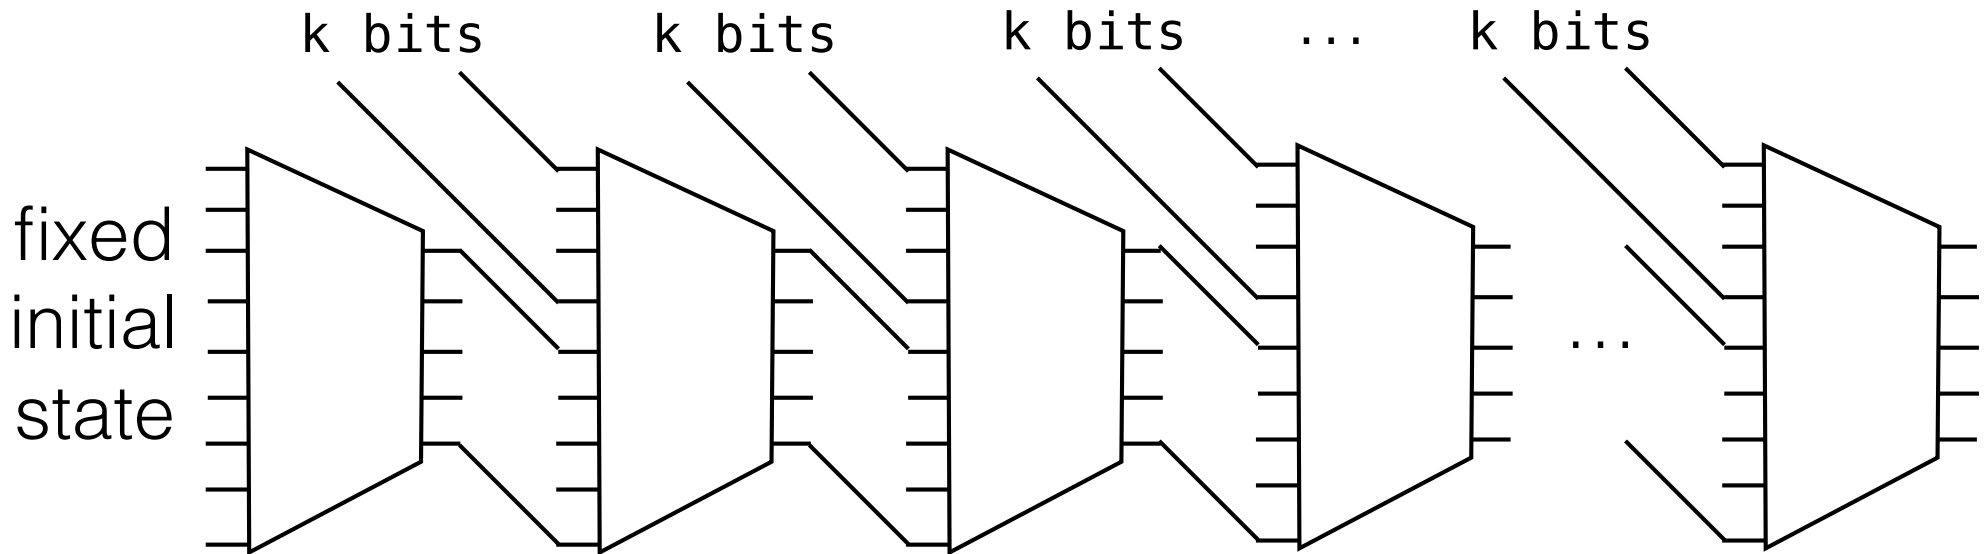 k bits k bits k bits ... k bits
fixed
initial
state
...